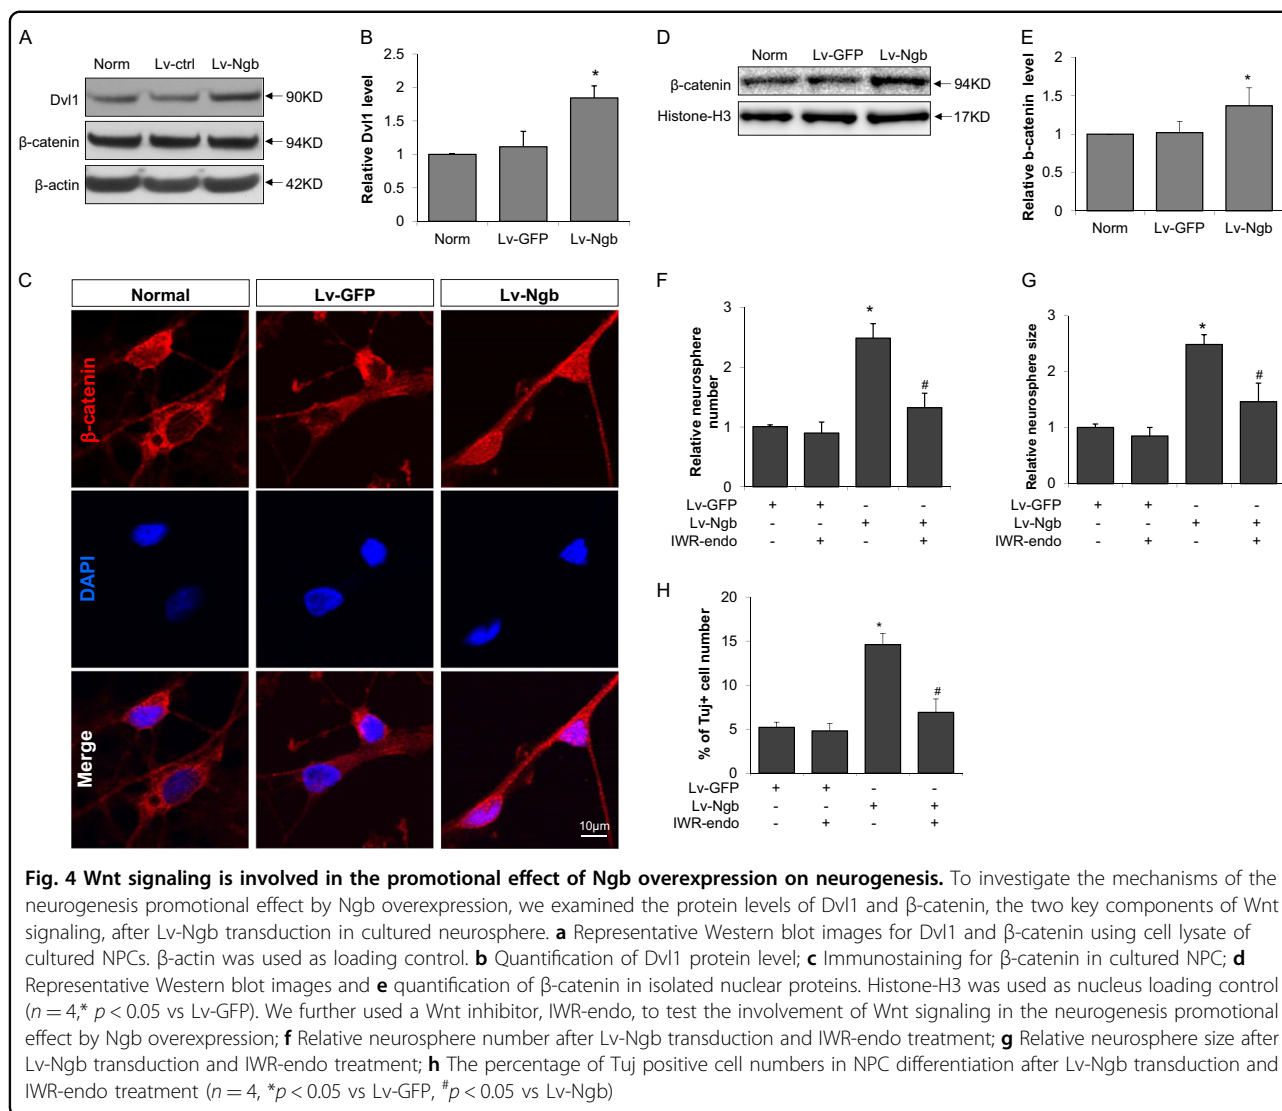 A
Norm Lv-ctrl Lv-Ngb
Dvl1 90KD
β-catenin 94KD
β-actin 42KD
B
Relative Dvl1 level
2.5
2
1.5
1
0.5
0
Norm Lv-GFP Lv-Ngb
D
Norm Lv-GFP Lv-Ngb
β-catenin 94KD
Histone-H3 17KD
E
Relative b-catenin level
2
1.5
1
0.5
0
Norm Lv-GFP Lv-Ngb
C
Normal Lv-GFP Lv-Ngb
β-catenin
DAPI
Merge
10μm
F
Relative neurosphere
number
3
2
1
0
Lv-GFP + + - -
Lv-Ngb - - + +
IWR-endo - + - +
G
Relative neurosphere size
3
2
1
0
Lv-GFP + + - -
Lv-Ngb - - + +
IWR-endo - + - +
H
% of Tuj+ cell number
20
15
10
5
0
Lv-GFP + + - -
Lv-Ngb - - + +
IWR-endo - + - +
* * * * * # # #
Fig. 4 Wnt signaling is involved in the promotional effect of Ngb overexpression on neurogenesis. To investigate the mechanisms of the
neurogenesis promotional effect by Ngb overexpression, we examined the protein levels of Dvl1 and β-catenin, the two key components of Wnt
signaling, after Lv-Ngb transduction in cultured neurosphere. a Representative Western blot images for Dvl1 and β-catenin using cell lysate of
cultured NPCs. β-actin was used as loading control. b Quantification of Dvl1 protein level; c Immunostaining for β-catenin in cultured NPC; d
Representative Western blot images and e quantification of β-catenin in isolated nuclear proteins. Histone-H3 was used as nucleus loading control
(n = 4,* p < 0.05 vs Lv-GFP). We further used a Wnt inhibitor, IWR-endo, to test the involvement of Wnt signaling in the neurogenesis promotional
effect by Ngb overexpression; f Relative neurosphere number after Lv-Ngb transduction and IWR-endo treatment; g Relative neurosphere size after
Lv-Ngb transduction and IWR-endo treatment; h The percentage of Tuj positive cell numbers in NPC differentiation after Lv-Ngb transduction and
IWR-endo treatment (n = 4, *p < 0.05 vs Lv-GFP, #p < 0.05 vs Lv-Ngb)